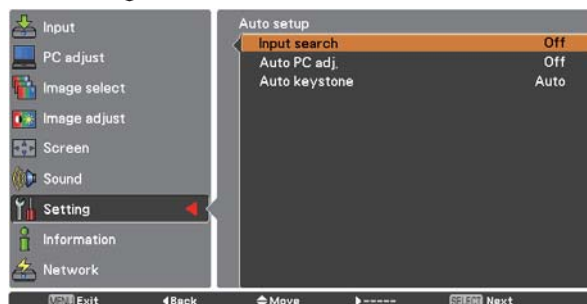 Input
PC adjust
Image select
Image adjust
Screen
Sound
Setting
Information
Network
Auto setup
Input search Off
Auto PC adj. Off
Auto keystone Auto
MENU Exit ◀Back Move ▶----- SELECT Next